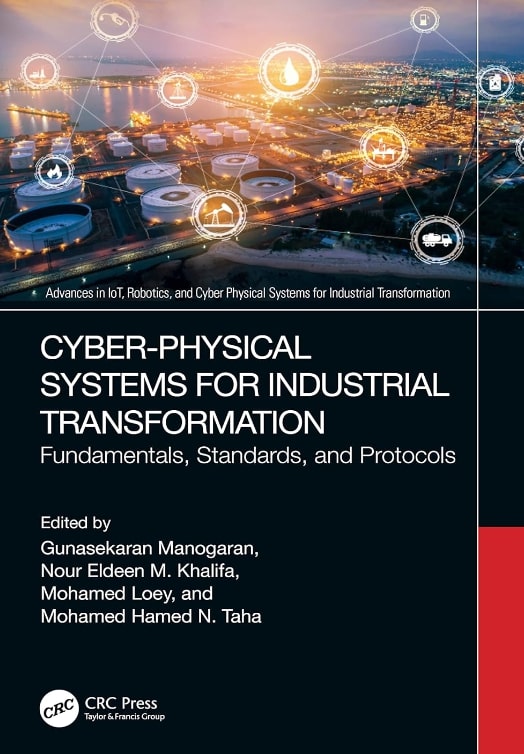 Advances in IoT, Robotics, and Cyber Physical Systems for Industrial Transformation
CYBER-PHYSICAL
SYSTEMS FOR INDUSTRIAL
TRANSFORMATION
Fundamentals, Standards, and Protocols
Edited by
Gunasekaran Manogaran,
Nour Eldeen M. Khalifa,
Mohamed Loey, and
Mohamed Hamed N. Taha
CRC
CRC Press
Taylor & Francis Group